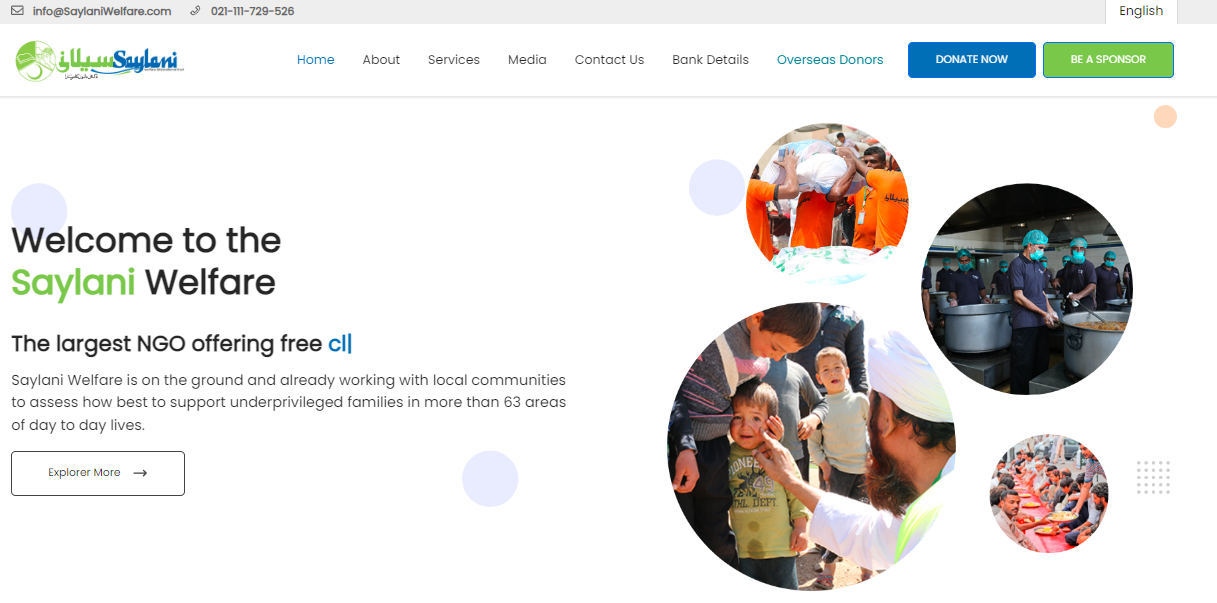 info@SaylaniWelfare.com 021-111-729-526 English
سیلانی Saylani
Home About Services Media Contact Us Bank Details Overseas Donors DONATE NOW BE A SPONSOR
Welcome to the
Saylani Welfare
The largest NGO offering free cl|
Saylani Welfare is on the ground and already working with local communities
to assess how best to support underprivileged families in more than 63 areas
of day to day lives.
Explorer More
PIONEE
ATH. DEPT.